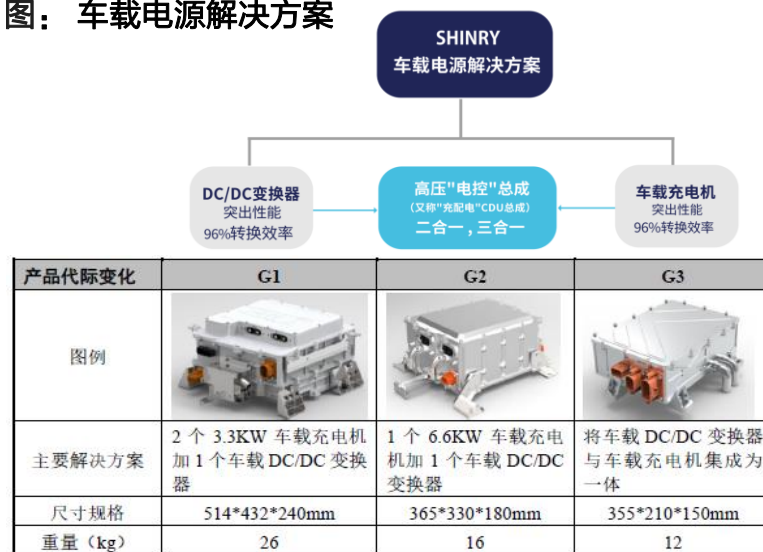 图： 车载电源解决方案
SHINRY
车载电源解决方案
DC/DC变换器
突出性能
96%转换效率
高压"电控"总成
（又称"充配电"CDU总成）
二合一 , 三合一
车载充电机
突出性能
96%转换效率
产品代际变化 G1 G2 G3
图例
主要解决方案
2 个 3.3KW 车载充电机
加 1 个车载 DC/DC 变换
器
1 个 6.6KW 车载充电
机加 1 个车载 DC/DC
变换器
将车载 DC/DC 变换器
与车载充电机集成为
一体
尺寸规格 514*432*240mm 365*330*180mm 355*210*150mm
重量（kg） 26 16 12